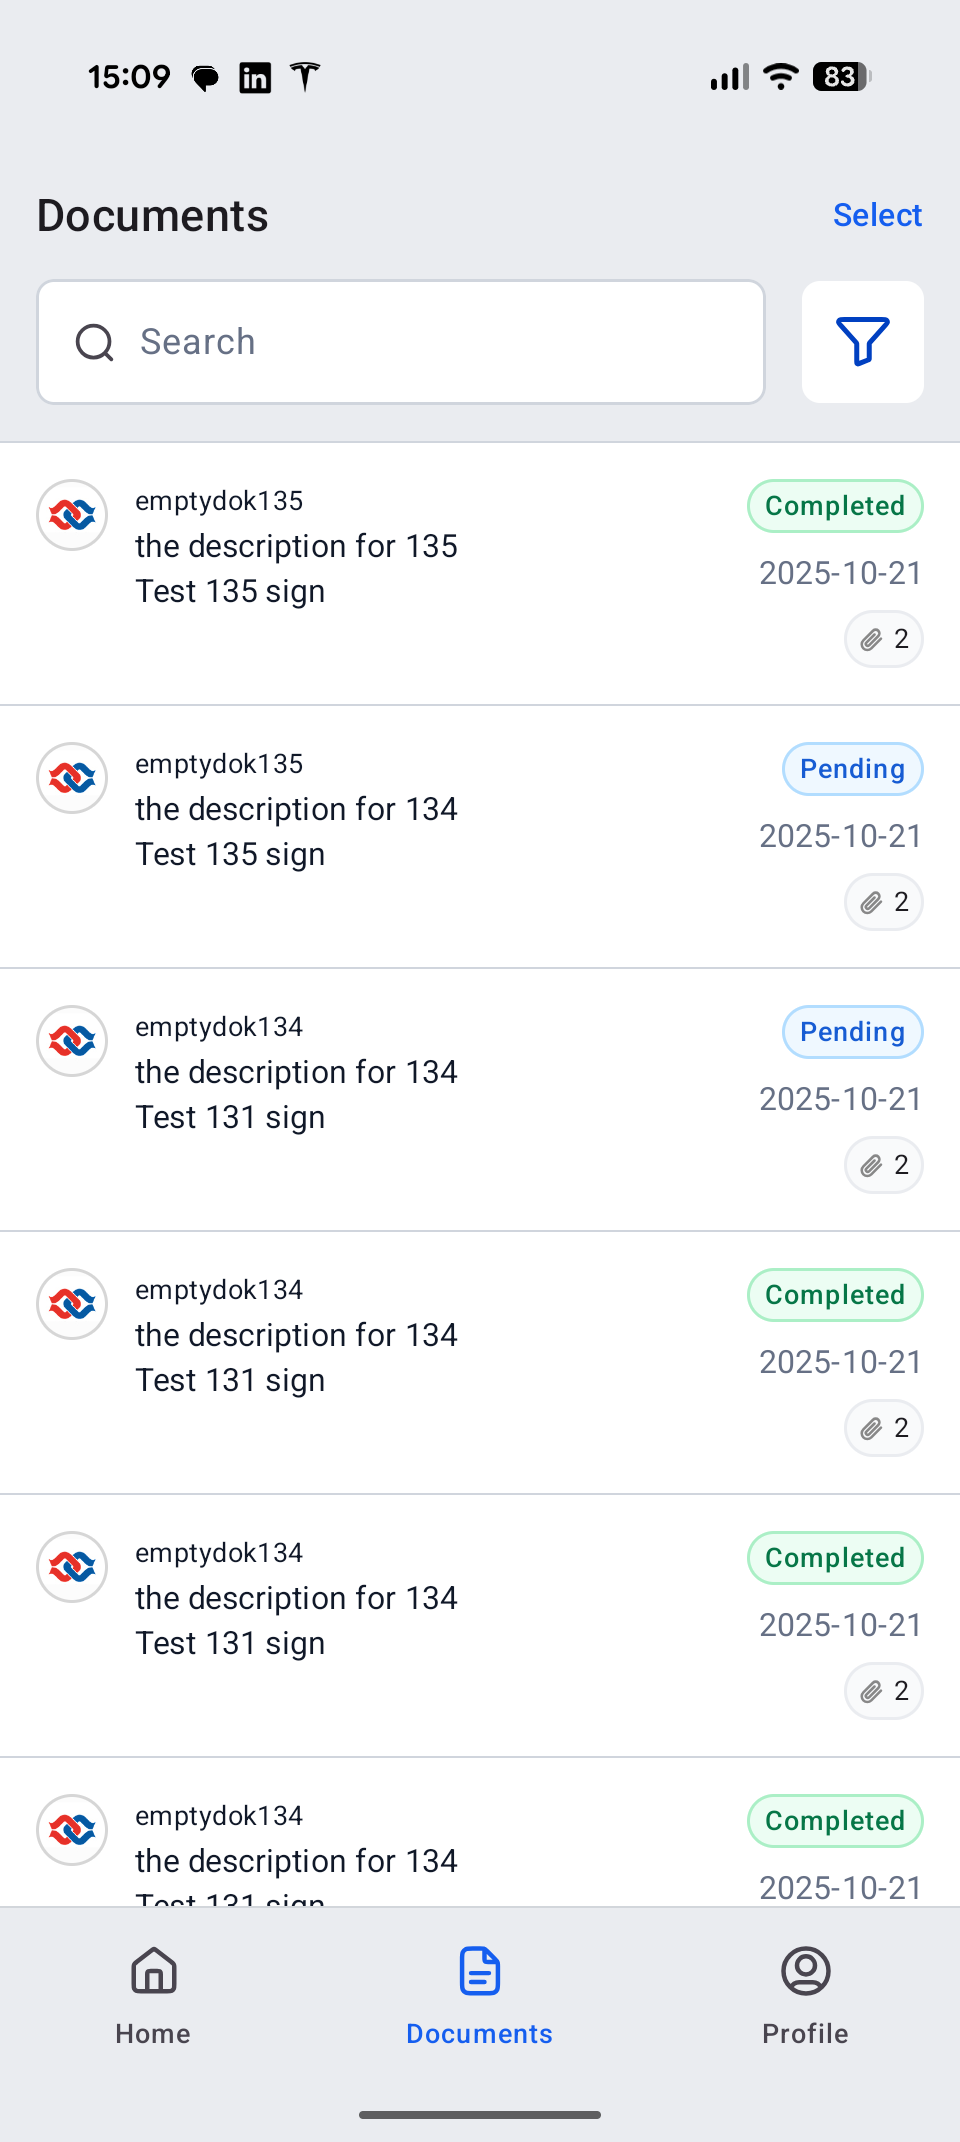 15:09
83
Documents
Select
Search
emptydok135
Completed
the description for 135
Test 135 sign
2025-10-21
2
emptydok135
Pending
the description for 134
Test 135 sign
2025-10-21
2
emptydok134
Pending
the description for 134
Test 131 sign
2025-10-21
2
emptydok134
Completed
the description for 134
Test 131 sign
2025-10-21
2
emptydok134
Completed
the description for 134
Test 131 sign
2025-10-21
2
emptydok134
Completed
the description for 134
Test 131 sign
2025-10-21
Home
Documents
Profile